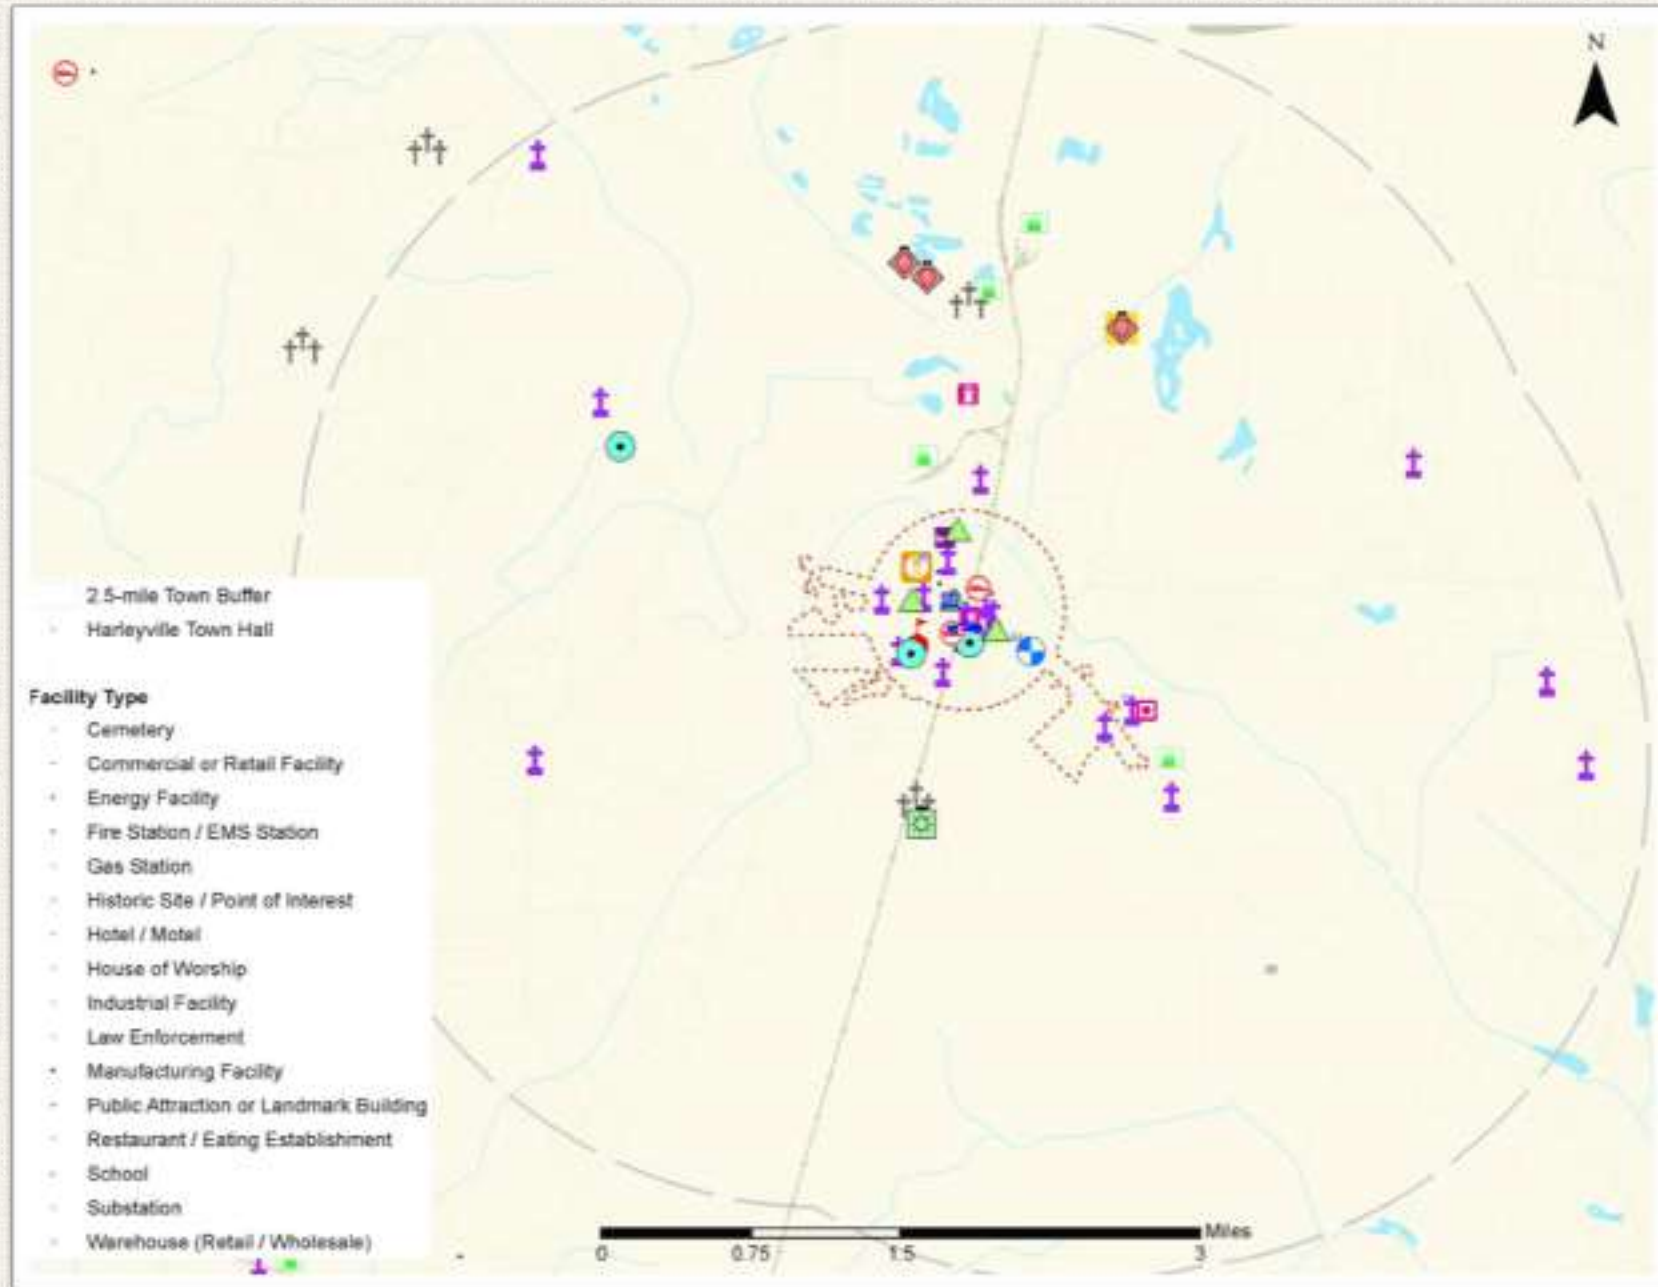 N
2.5-mile Town Buffer
Harleyville Town Hall
Facility Type
Cemetery
Commercial or Retail Facility
Energy Facility
Fire Station / EMS Station
Gas Station
Historic Site / Point of Interest
Hotel / Motel
House of Worship
Industrial Facility
Law Enforcement
Manufacturing Facility
Public Attraction or Landmark Building
Restaurant / Eating Establishment
School
Substation
Warehouse (Retail / Wholesale)
Miles
0 0.75 1.5 3